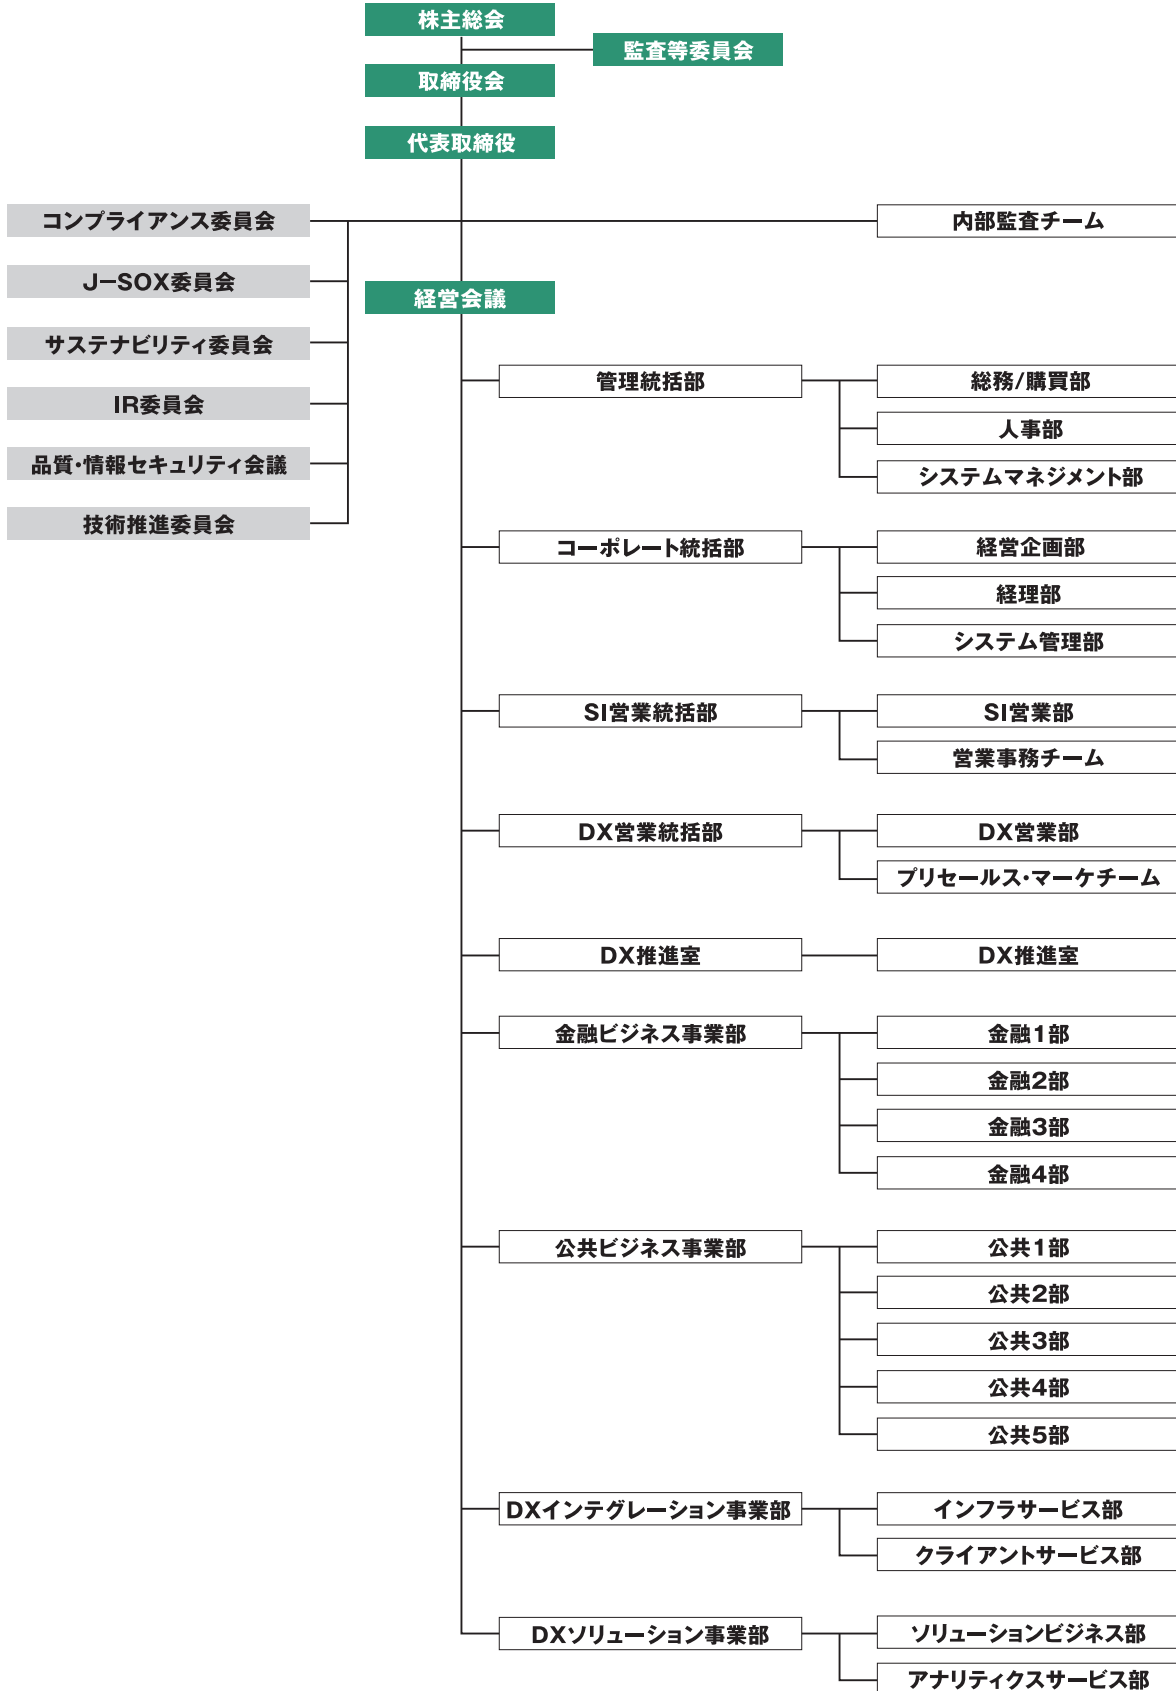 株主総会
監査等委員会
取締役会
代表取締役
コンプライアンス委員会
内部監査チーム
J−SOX委員会
経営会議
サステナビリティ委員会
IR委員会
品質・情報セキュリティ会議
技術推進委員会
管理統括部
総務/購買部
人事部
システムマネジメント部
コーポレート統括部
経営企画部
経理部
システム管理部
SI営業統括部
SI営業部
営業事務チーム
DX営業統括部
DX営業部
プリセールス・マーケチーム
DX推進室
DX推進室
金融ビジネス事業部
金融1部
金融2部
金融3部
金融4部
公共ビジネス事業部
公共1部
公共2部
公共3部
公共4部
公共5部
DXインテグレーション事業部
インフラサービス部
クライアントサービス部
DXソリューション事業部
ソリューションビジネス部
アナリティクスサービス部